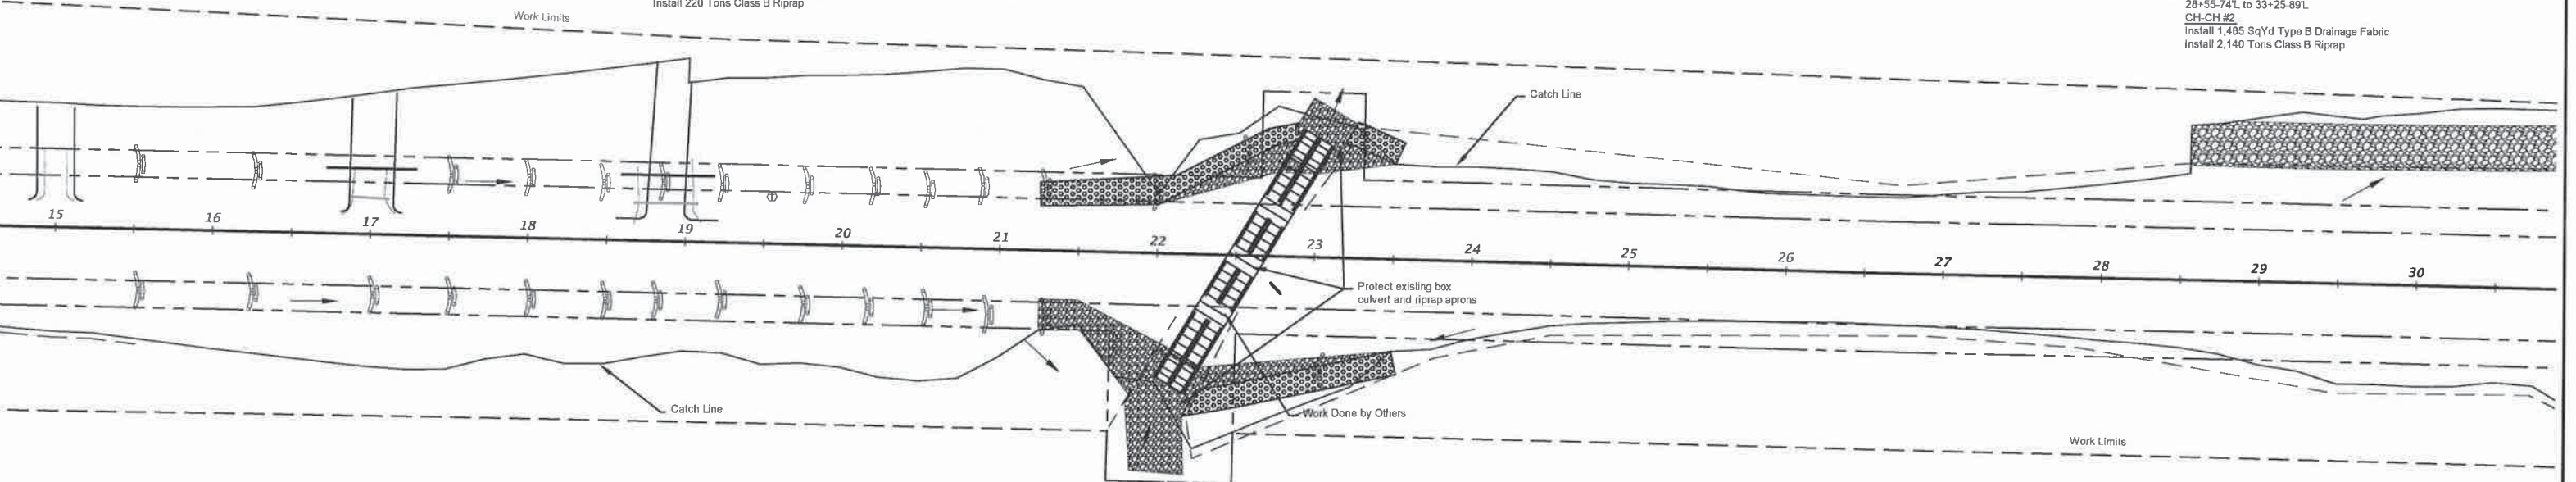 Install 220 Tons Class B Riprap
Work Limits
28+55-74'L to 33+25-89'L
CH-CH #2
Install 1,485 SqYd Type B Drainage Fabric
Install 2,140 Tons Class B Riprap
Catch Line
15 16 17 18 19 20 21 22 23 24 25 26 27 28 29 30
Protect existing box
culvert and riprap aprons
Catch Line
Work Done by Others
Work Limits